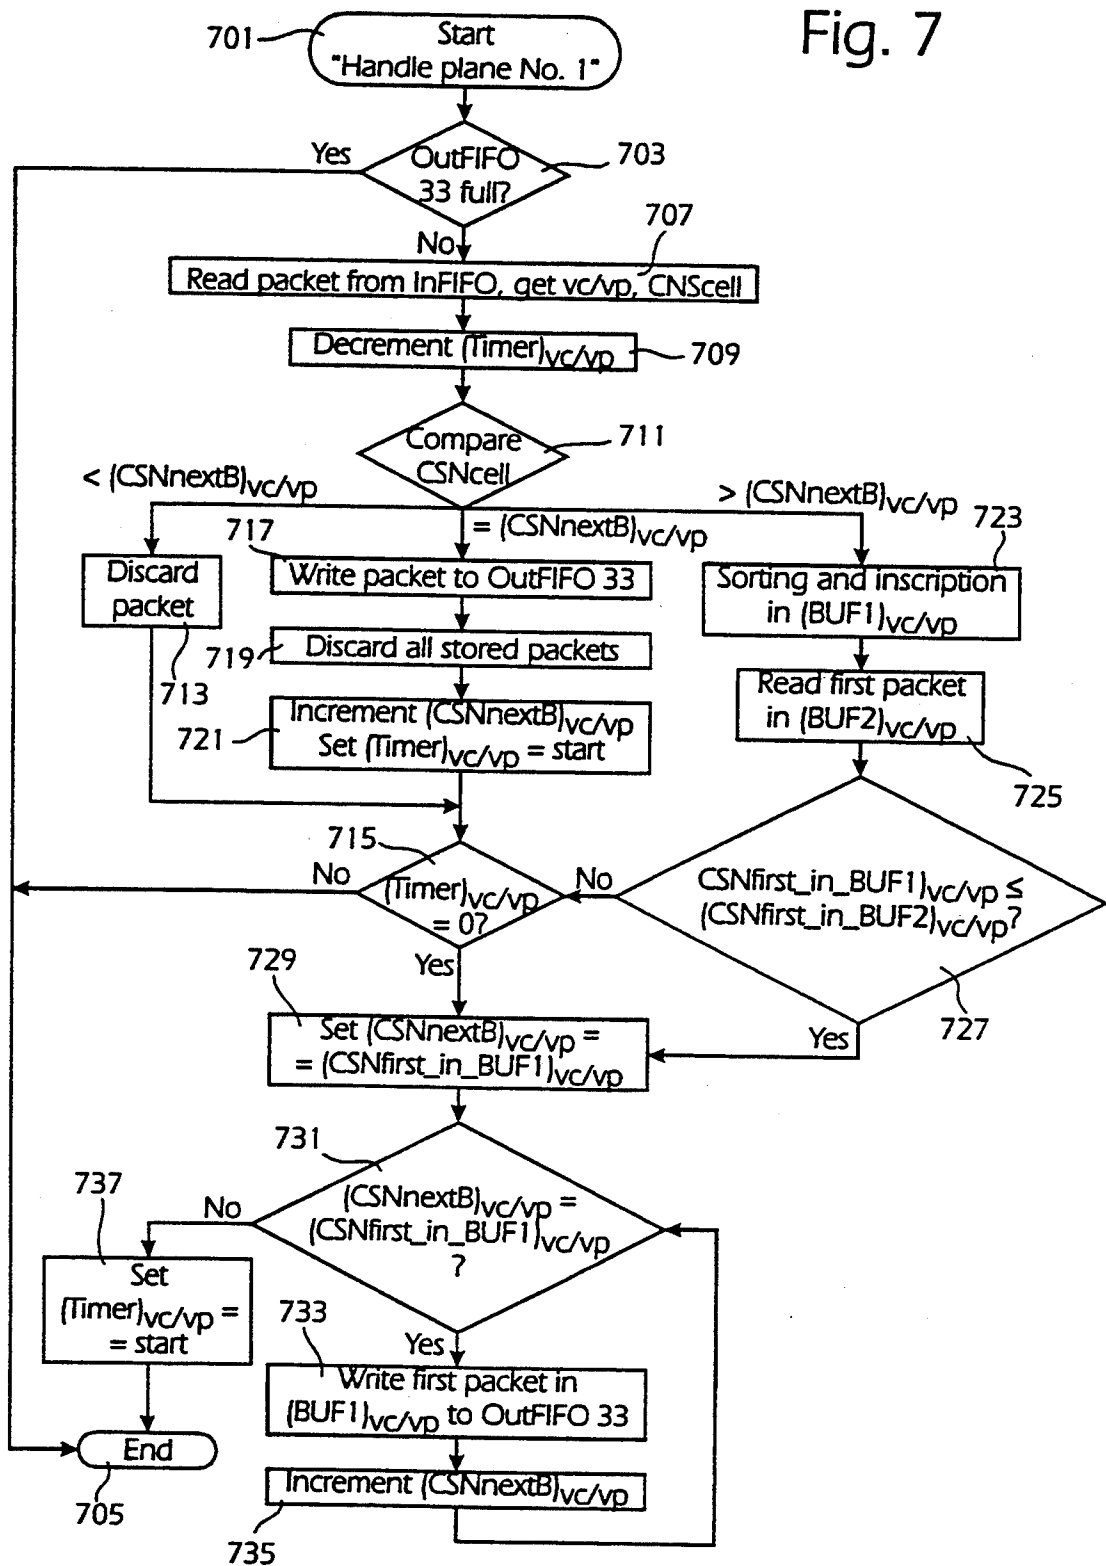 Fig. 7
701
Start
"Handle plane No. 1"
Yes
OutFIFO
33 full?
703
No
707
Read packet from InFIFO, get vc/vp, CNScell
Decrement (Timer)vc/vp
709
Compare
CSNcell
711
< (CSNnextB)vc/vp
= (CSNnextB)vc/vp
> (CSNnextB)vc/vp
723
717
Discard
packet
713
Write packet to OutFIFO 33
719
Discard all stored packets
721
Increment (CSNnextB)vc/vp
Set (Timer)vc/vp = start
Sorting and inscription
in (BUF1)vc/vp
Read first packet
in (BUF2)vc/vp
725
715
No
(Timer)vc/vp
= 0?
Yes
No
CSNfirst_in_BUF1)vc/vp ≤
(CSNfirst_in_BUF2)vc/vp?
727
Yes
729
Set (CSNnextB)vc/vp =
= (CSNfirst_in_BUF1)vc/vp
731
No
(CSNnextB)vc/vp =
(CSNfirst_in_BUF1)vc/vp
?
Yes
737
Set
(Timer)vc/vp =
= start
733
Write first packet in
(BUF1)vc/vp to OutFIFO 33
End
705
Increment (CSNnextB)vc/vp
735